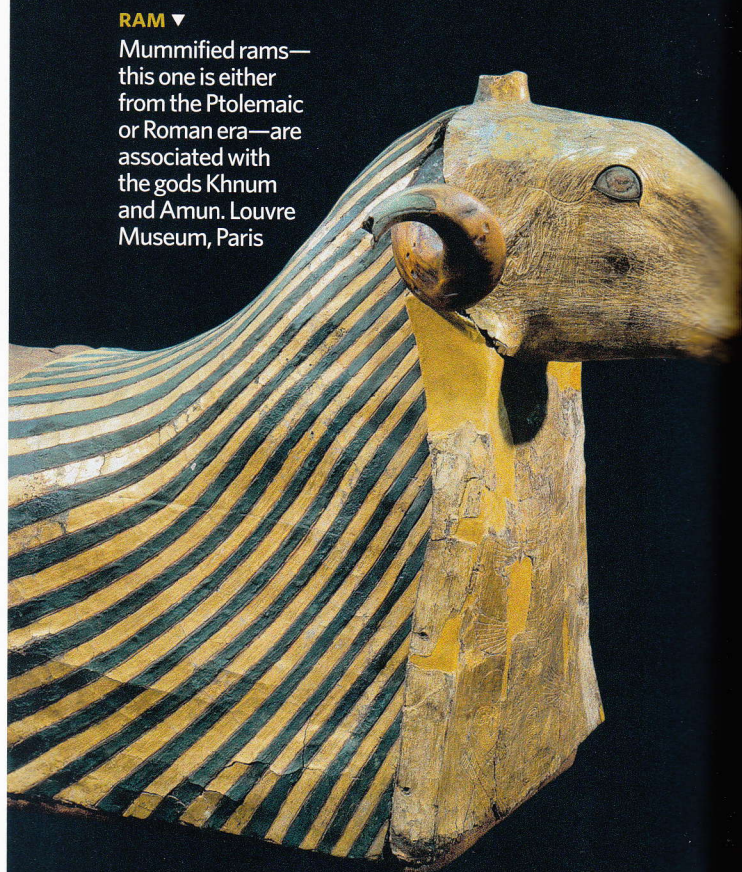 RAM ▼
Mummified rams—
this one is either
from the Ptolemaic
or Roman era—are
associated with
the gods Khnum
and Amun. Louvre
Museum, Paris